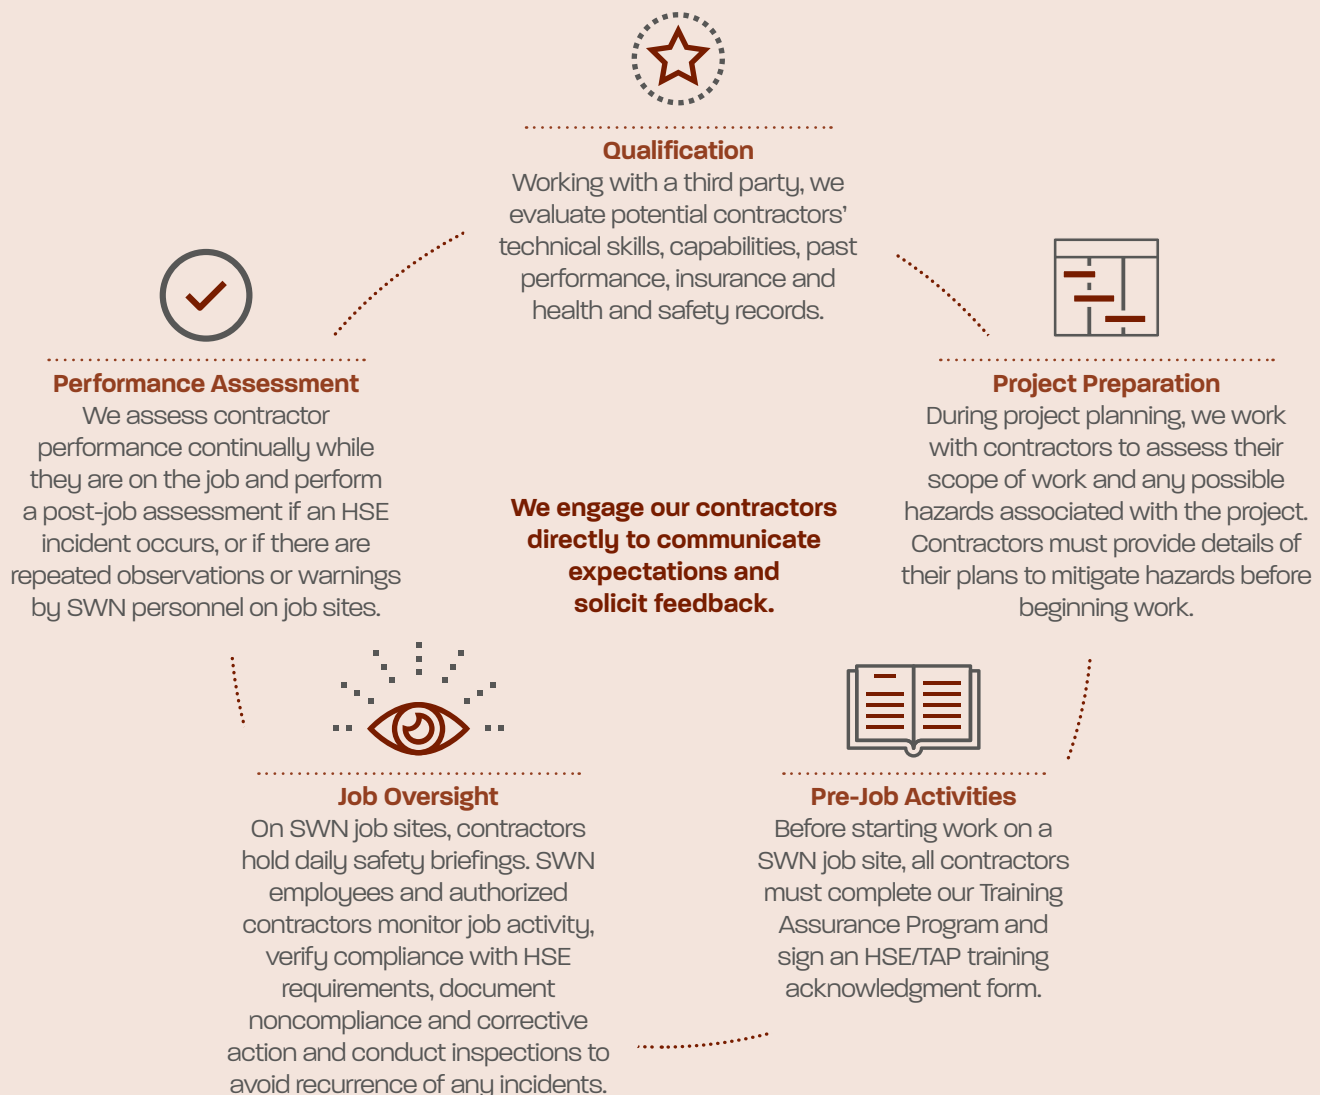 Qualification
Working with a third party, we
evaluate potential contractors’
technical skills, capabilities, past
performance, insurance and
health and safety records.
Project Preparation
During project planning, we work
with contractors to assess their
scope of work and any possible
hazards associated with the project.
Contractors must provide details of
their plans to mitigate hazards before
beginning work.
Pre-Job Activities
Before starting work on a
SWN job site, all contractors
must complete our Training
Assurance Program and
sign an HSE/TAP training
acknowledgment form.
Job Oversight
On SWN job sites, contractors
hold daily safety briefings. SWN
employees and authorized
contractors monitor job activity,
verify compliance with HSE
requirements, document
noncompliance and corrective
action and conduct inspections to
avoid recurrence of any incidents.
Performance Assessment
We assess contractor
performance continually while
they are on the job and perform
a post-job assessment if an HSE
incident occurs, or if there are
repeated observations or warnings
by SWN personnel on job sites.
We engage our contractors
directly to communicate
expectations and
solicit feedback.